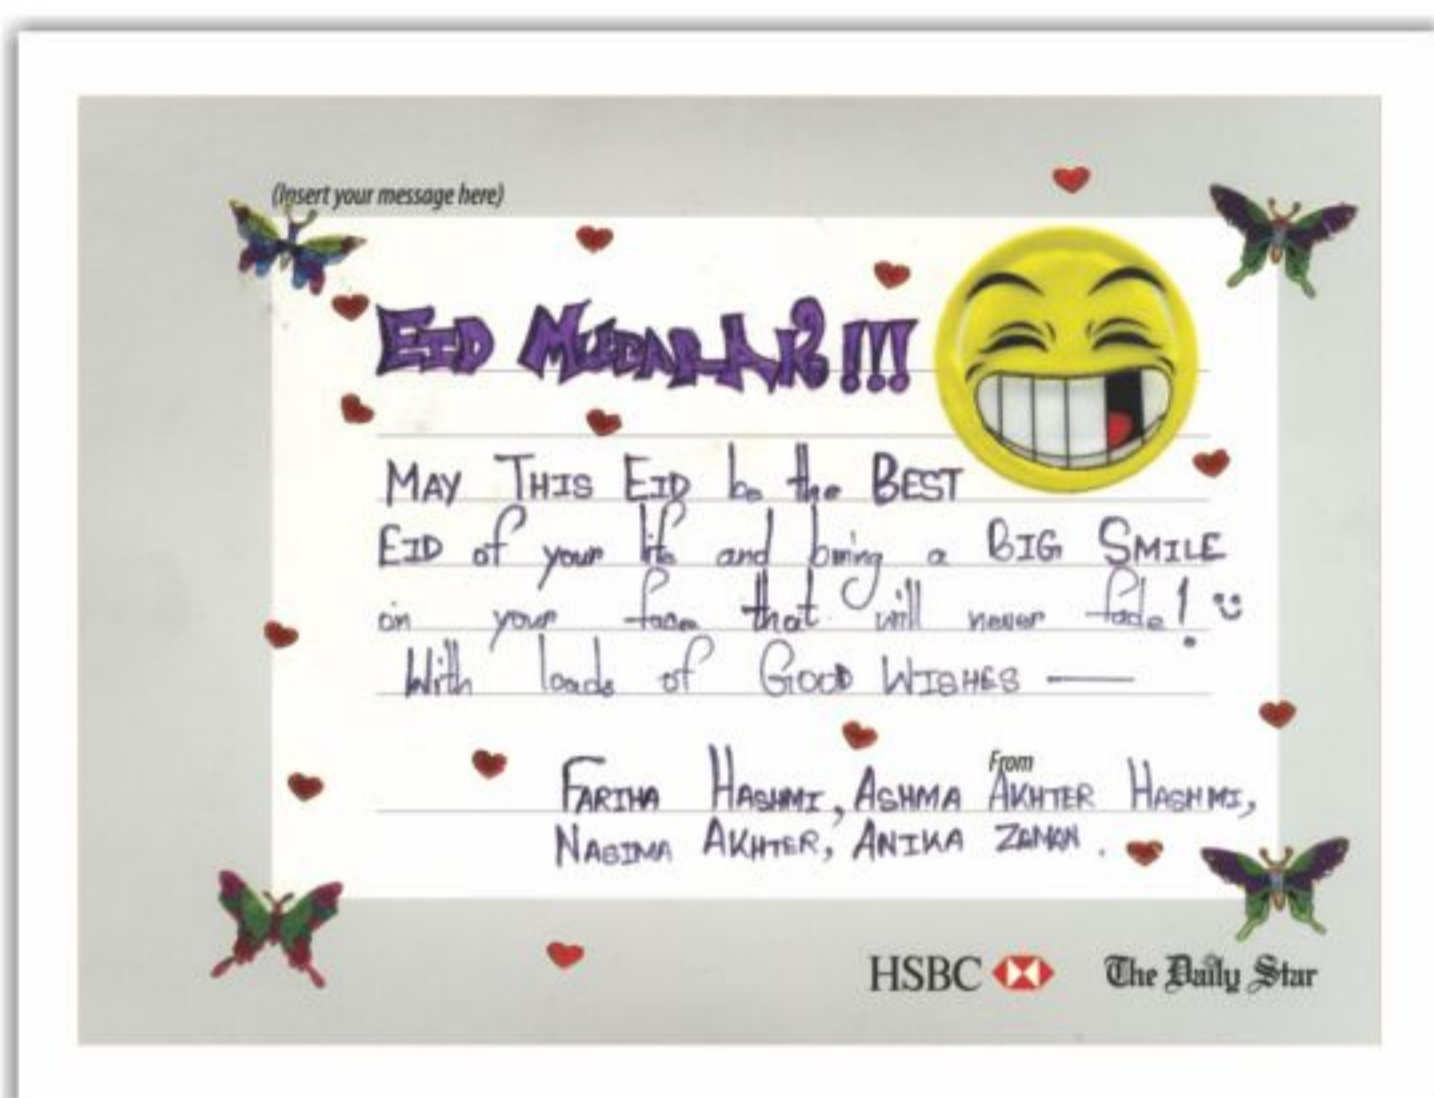 (Insert your message here)
EID MUBARAK!!!
MAY THIS EID be the BEST
EID of your life and bring a BIG SMILE
on your face that will never fade! :)
With loads of GOOD WISHES —
From
FARIHA HASHMI, ASHMA AKHTER HASHMI,
NASIMA AKHTER, ANIKA ZAMAN.
HSBC The Daily Star